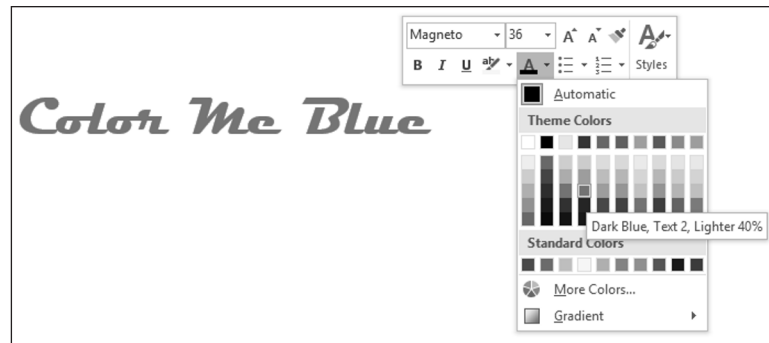 Magneto 36 A A A
B I U ab A Styles
Automatic
Color Me Blue
Theme Colors
Dark Blue, Text 2, Lighter 40%
Standard Colors
More Colors...
Gradient